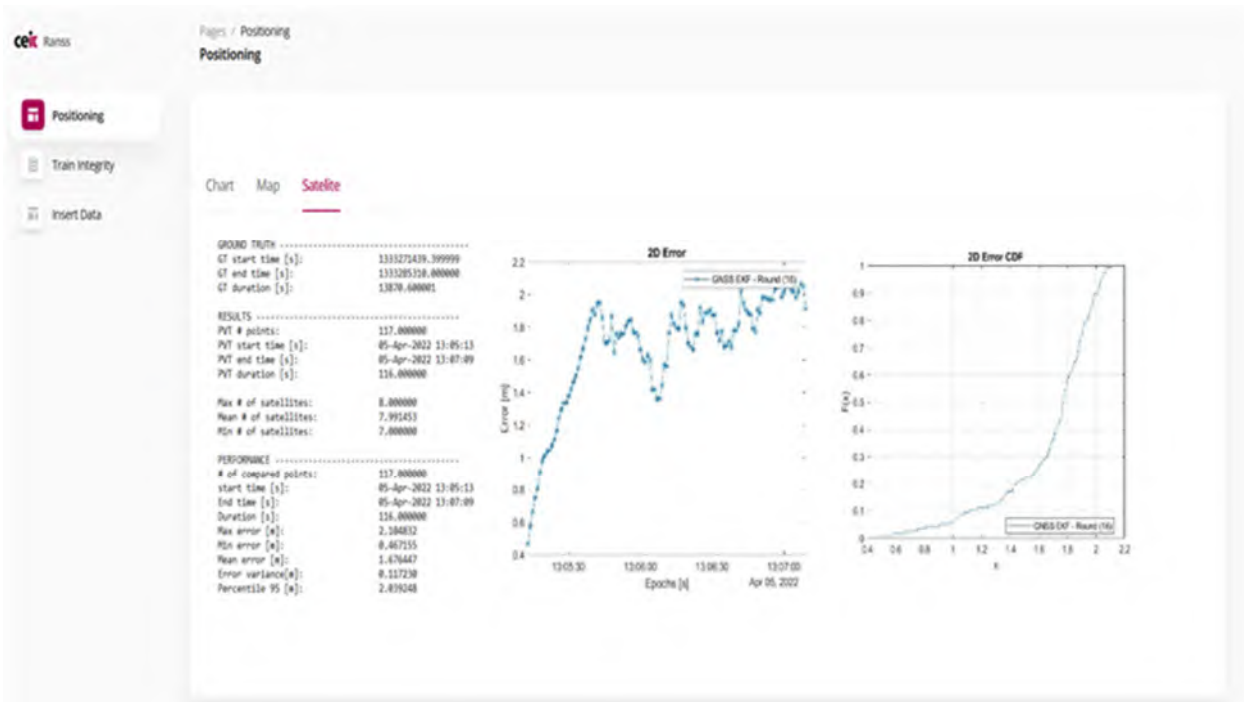 ceit Ranss
Pages / Positioning
Positioning
Positioning
Train Integrity
Insert Data
Chart Map Satelite
GROUND TRUTH ------------------------------------
GT start time [s]: 1333271439.399999
GT end time [s]: 1333285310.000000
GT duration [s]: 13870.600001
RESULTS ------------------------------------
PVT # points: 117.000000
PVT start time [s]: 05-Apr-2022 13:05:13
PVT end time [s]: 05-Apr-2022 13:07:09
PVT duration [s]: 116.000000
Max # of satellites: 8.000000
Mean # of satellites: 7.991453
Min # of satellites: 7.000000
PERFORMANCE ------------------------------------
# of compared points: 117.000000
start time [s]: 05-Apr-2022 13:05:13
End time [s]: 05-Apr-2022 13:07:09
Duration [s]: 116.000000
Max error [m]: 2.104032
Min error [m]: 0.467155
Mean error [m]: 1.676447
Error variance[m]: 0.117230
Percentile 95 [m]: 2.039248
2D Error
GNSS EKF - Round (16)
2.2
2
1.8
1.6
1.4
1.2
1
0.8
0.6
0.4
Error [m]
13:05:30 13:06:00 13:06:30 13:07:00
Epochs [s]
Apr 05, 2022
2D Error CDF
1
0.9
0.8
0.7
0.6
0.5
0.4
0.3
0.2
0.1
0
F(x)
GNSS EKF - Round (16)
0.4 0.6 0.8 1 1.2 1.4 1.6 1.8 2 2.2
x